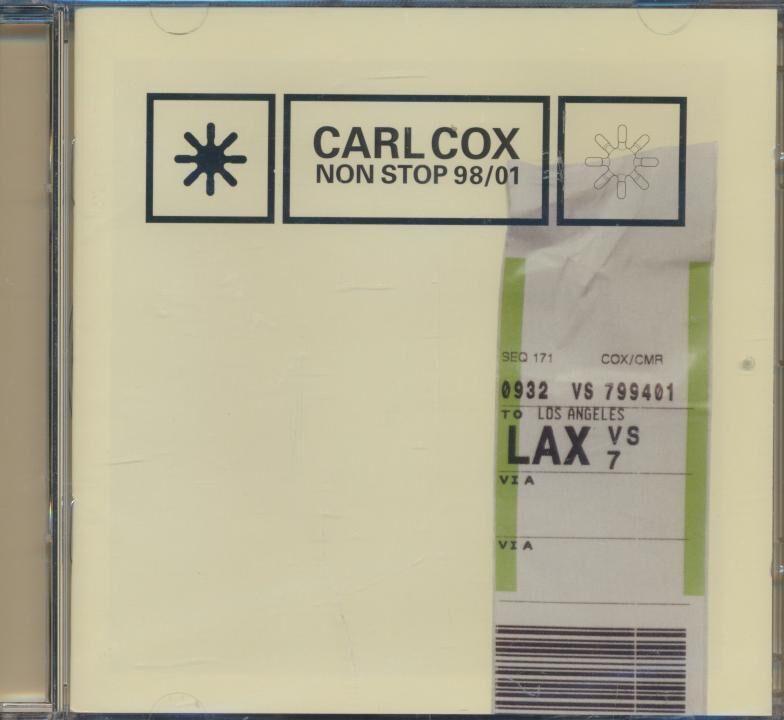 CARL COX
NON STOP 98/01
SEQ 171 COX/CMR
0932 VS 799401
TO LOS ANGELES
LAX VS
7
VIA
VIA